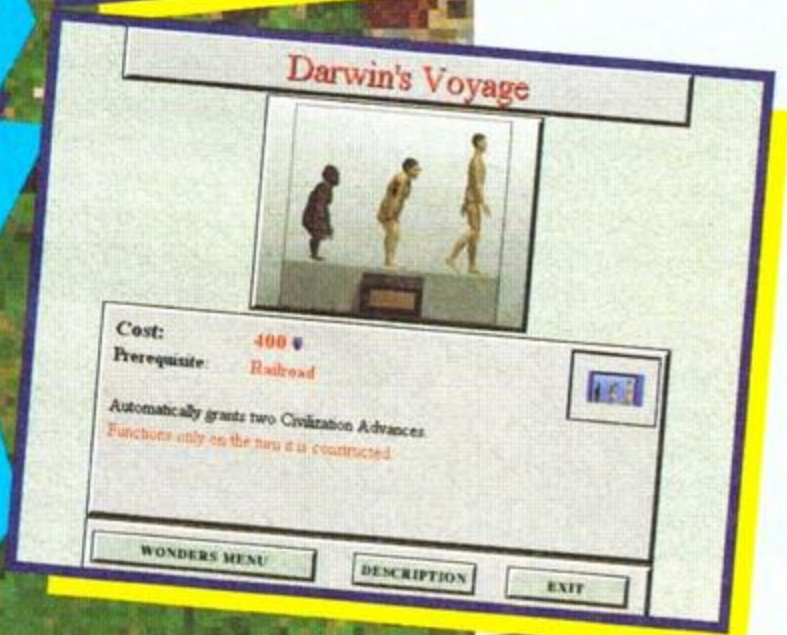 Darwin's Voyage
Cost: 400
Prerequisite: Railroad
Automatically grants two Civilization Advances.
Functions only on the turn it is constructed.
WONDERS MENU DESCRIPTION EXIT